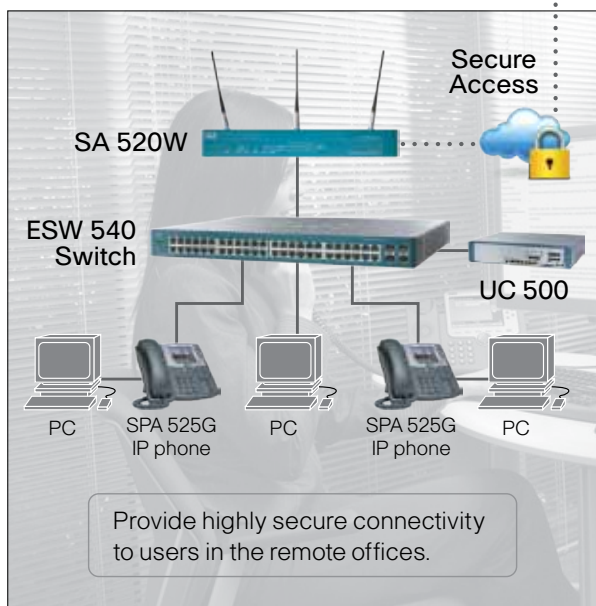 Secure
Access
SA 520W
ESW 540
Switch
UC 500
PC
SPA 525G
IP phone
PC
SPA 525G
IP phone
PC
Provide highly secure connectivity
to users in the remote offices.